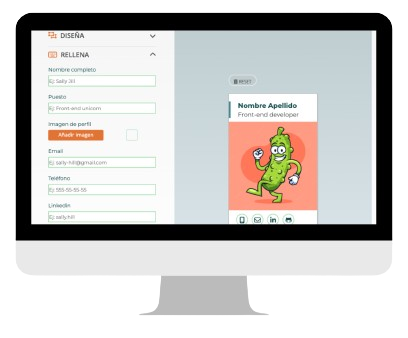 DISEÑA
RELLENA
Nombre completo
Ej: Sally Jill
Puesto
Ej: Front-end unicorn
Imagen de perfil
Añadir imagen
Email
Ej: sally-hill@gmail.com
Teléfono
Ej: 555-55-55-55
Linkedin
Ej: sally.hill
RESET
Nombre Apellido
Front-end developer
in